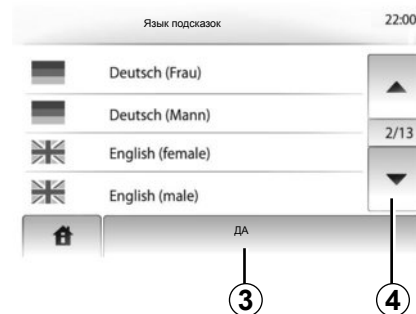 Язык подсказок 22:00
Deutsch (Frau)
Deutsch (Mann)
2/13
English (female)
English (male)
ДА
3 4